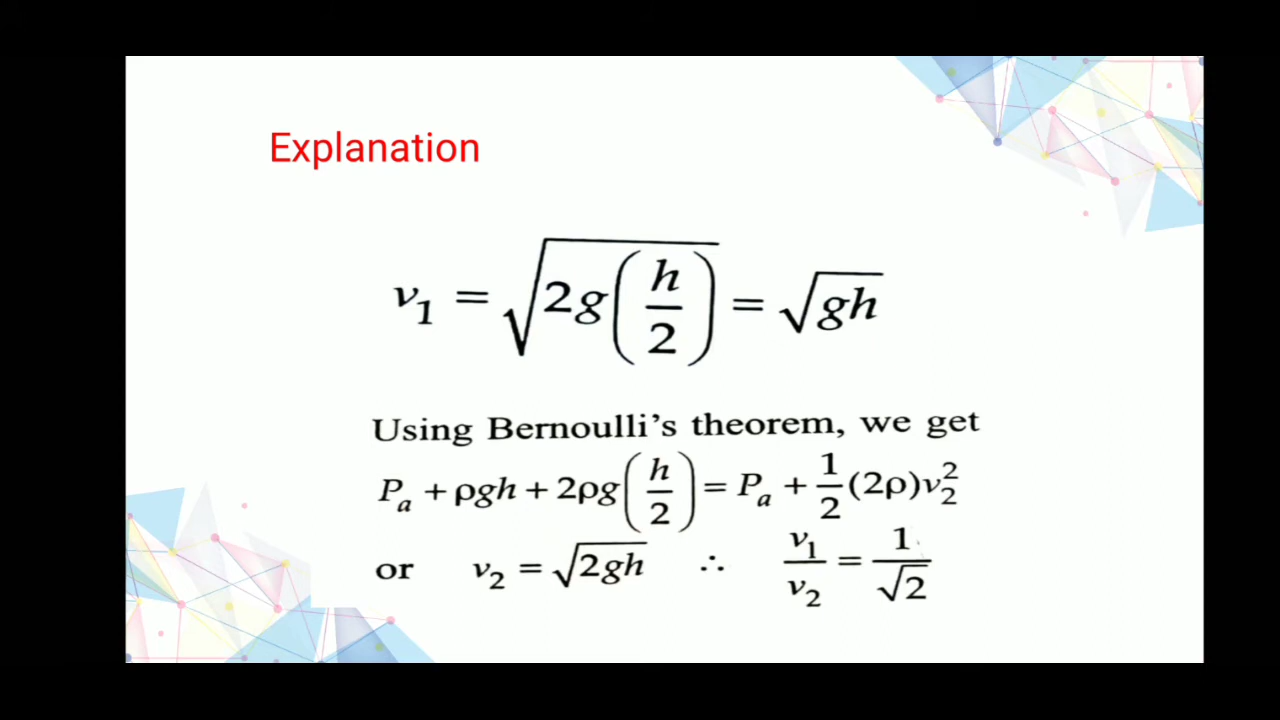 Explanation
v₁ = √(2g(h/2)) = √(gh)
Using Bernoulli's theorem, we get
Pₐ + ρgh + 2ρg(h/2) = Pₐ + 1/2 (2ρ)v₂²
or v₂ = √(2gh) ∴ v₁/v₂ = 1/√2